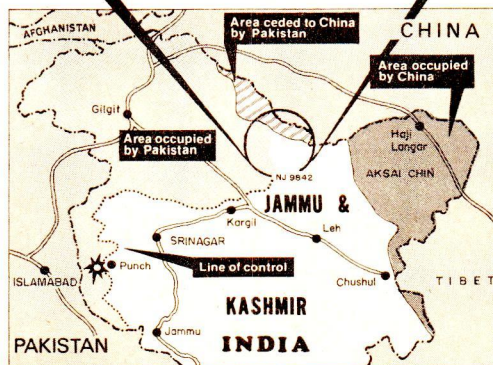 AFGHANISTAN
Area ceded to China
by Pakistan
CHINA
Area occupied
by China
Gilgit
Haji
Langar
Area occupied
by Pakistan
AKSAI CHIN
NJ 9842
JAMMU &
Kargil
Leh
SRINAGAR
Punch
Line of control
ISLAMABAD
Chushul
TIBET
KASHMIR
Jammu
PAKISTAN
INDIA